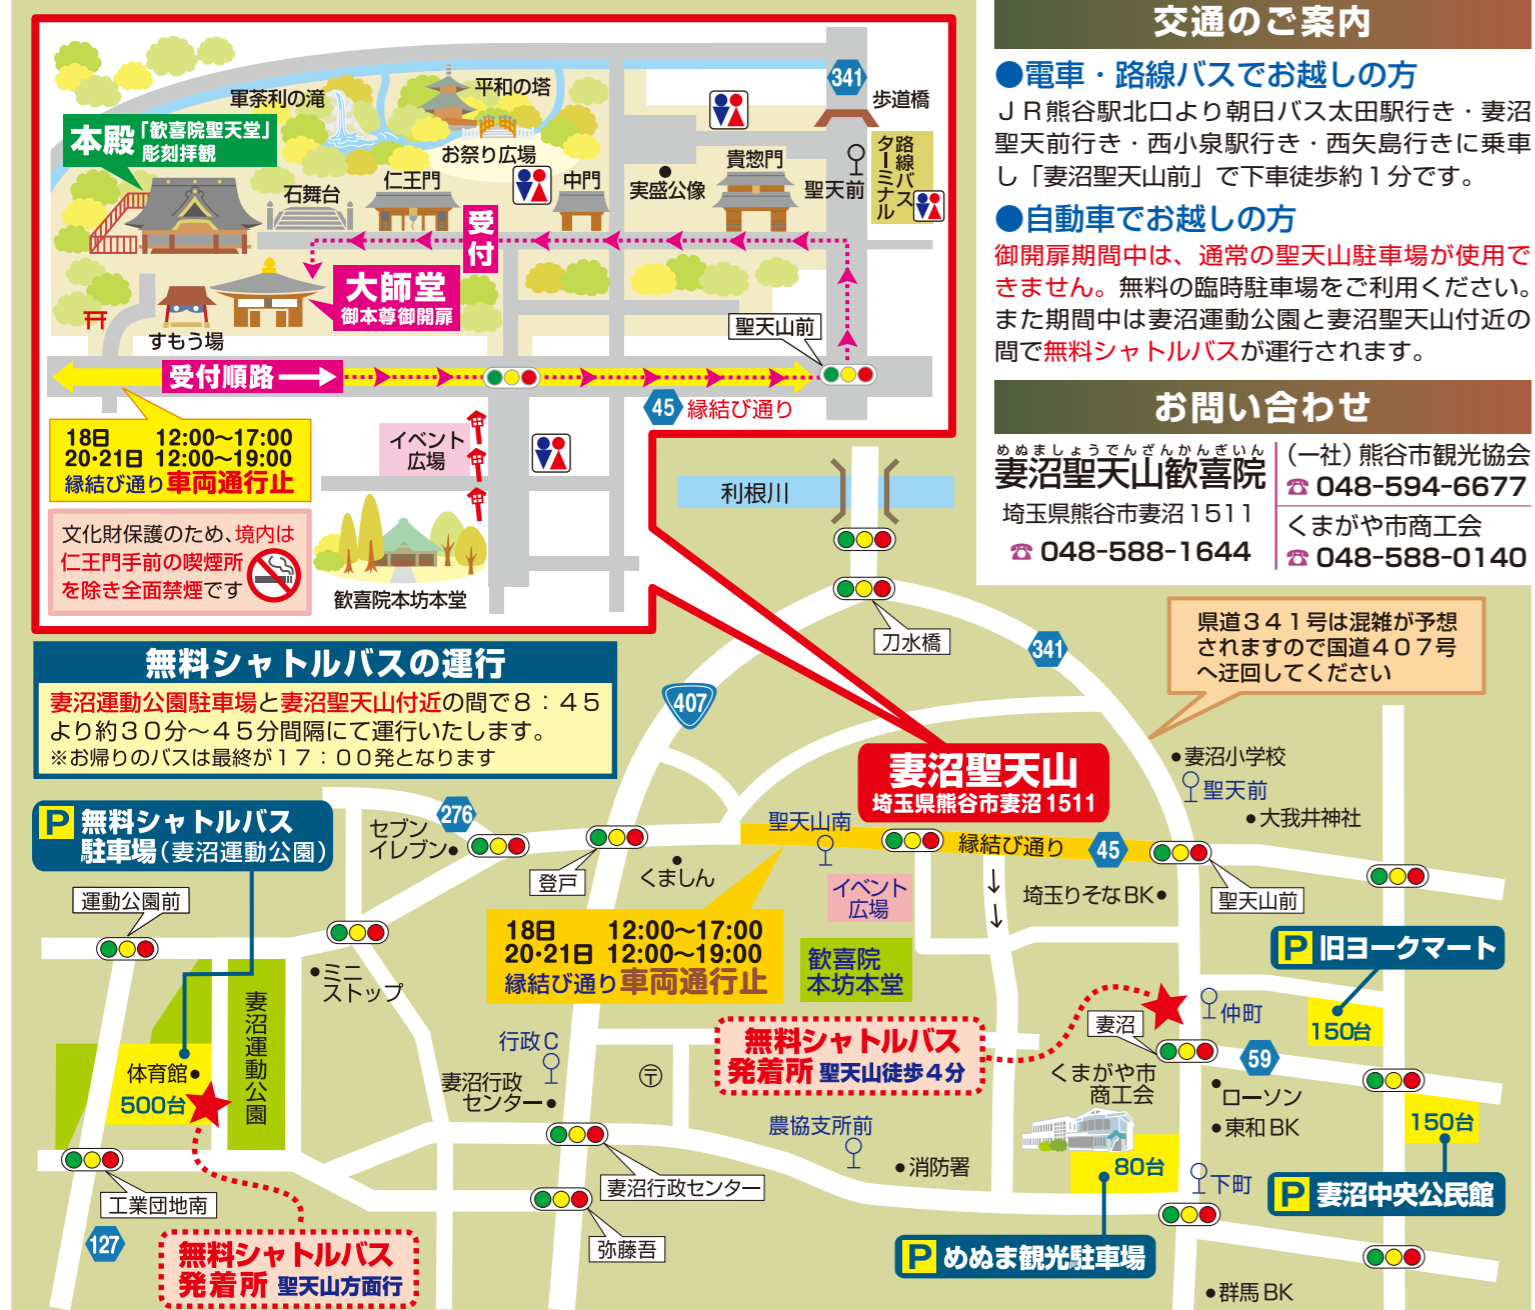 軍荼利の滝
平和の塔
341
歩道橋
本殿「歓喜院聖天堂」
彫刻拝観
お祭り広場
石舞台
仁王門
中門
実盛公像
貴惣門
聖天前
路線バス
ターミナル
受付
大師堂
御本尊御開扉
すもう場
聖天山前
受付順路
45
縁結び通り
18日 12:00〜17:00
20・21日 12:00〜19:00
縁結び通り車両通行止
イベント
広場
文化財保護のため、境内は
仁王門手前の喫煙所
を除き全面禁煙です
歓喜院本坊本堂
交通のご案内
●電車・路線バスでお越しの方
ＪＲ熊谷駅北口より朝日バス太田駅行き・妻沼
聖天前行き・西小泉駅行き・西矢島行きに乗車
し「妻沼聖天山前」で下車徒歩約１分です。
●自動車でお越しの方
御開扉期間中は、通常の聖天山駐車場が使用で
きません。無料の臨時駐車場をご利用ください。
また期間中は妻沼運動公園と妻沼聖天山付近の
間で無料シャトルバスが運行されます。
お問い合わせ
めぬましょうでんざんかんぎいん
妻沼聖天山歓喜院
埼玉県熊谷市妻沼1511
☎ 048-588-1644
（一社）熊谷市観光協会
☎ 048-594-6677
くまがや市商工会
☎ 048-588-0140
無料シャトルバスの運行
妻沼運動公園駐車場と妻沼聖天山付近の間で８：４５
より約３０分〜４５分間隔にて運行いたします。
※お帰りのバスは最終が１７：００発となります
利根川
刀水橋
341
県道３４１号は混雑が予想
されますので国道４０７号
へ迂回してください
407
妻沼聖天山
埼玉県熊谷市妻沼1511
妻沼小学校
聖天前
大我井神社
P 無料シャトルバス
駐車場（妻沼運動公園）
セブン
イレブン
276
登戸
くましん
聖天山南
縁結び通り
45
聖天山前
埼玉りそなBK
イベント
広場
運動公園前
ミニ
ストップ
18日 12:00〜17:00
20・21日 12:00〜19:00
縁結び通り車両通行止
歓喜院
本坊本堂
P 旧ヨークマート
150台
妻沼運動公園
体育館
500台
行政C
妻沼行政
センター
〒
無料シャトルバス
発着所 聖天山徒歩４分
妻沼
仲町
59
くまがや市
商工会
ローソン
東和BK
150台
農協支所前
消防署
80台
下町
P 妻沼中央公民館
工業団地南
127
妻沼行政センター
弥藤吾
無料シャトルバス
発着所 聖天山方面行
P めぬま観光駐車場
群馬BK